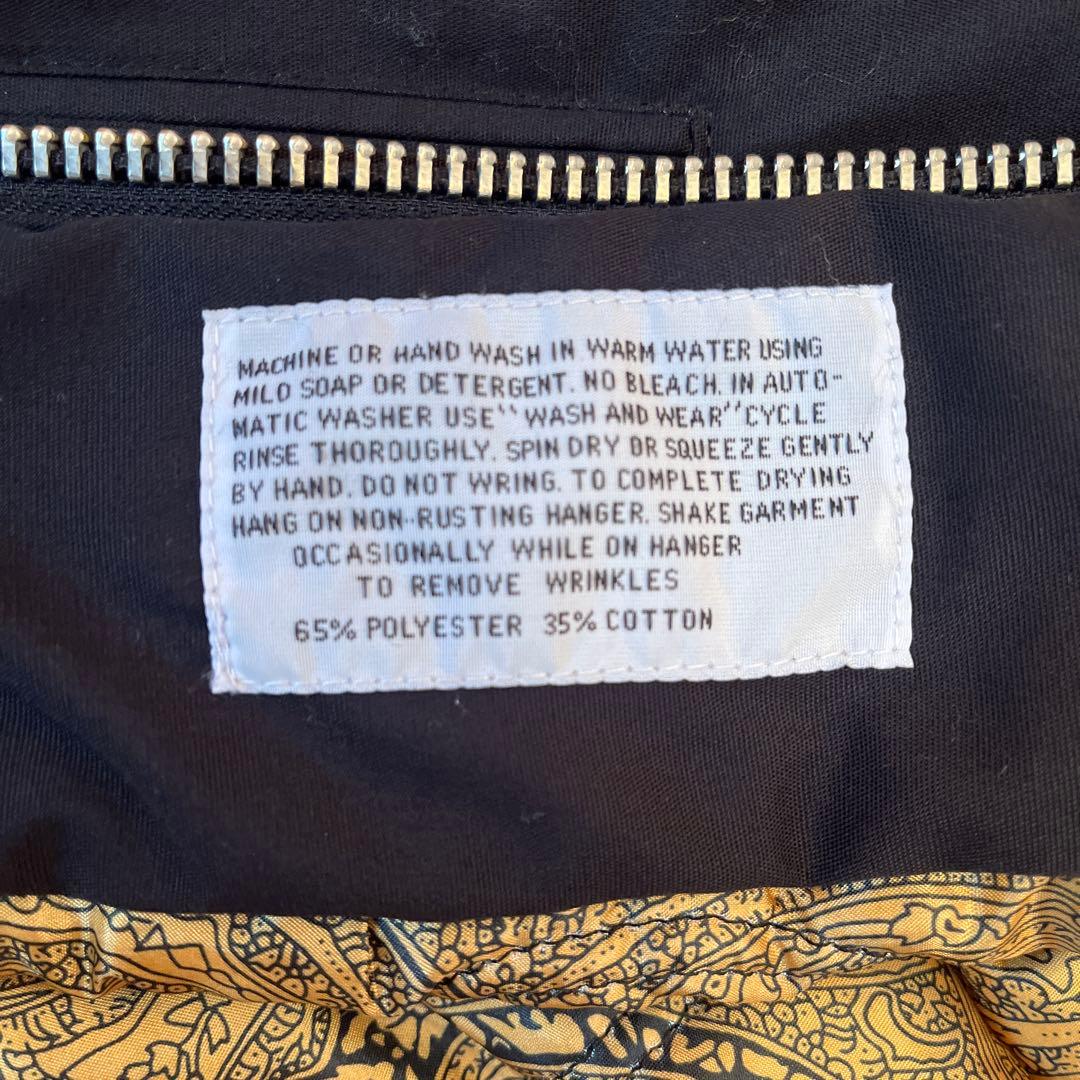 MACHINE OR HAND WASH IN WARM WATER USING
MILD SOAP OR DETERGENT. NO BLEACH. IN AUTO-
MATIC WASHER USE "WASH AND WEAR" CYCLE
RINSE THOROUGHLY. SPIN DRY OR SQUEEZE GENTLY
BY HAND. DO NOT WRING. TO COMPLETE DRYING
HANG ON NON-RUSTING HANGER. SHAKE GARMENT
OCCASIONALLY WHILE ON HANGER
TO REMOVE WRINKLES
65% POLYESTER 35% COTTON